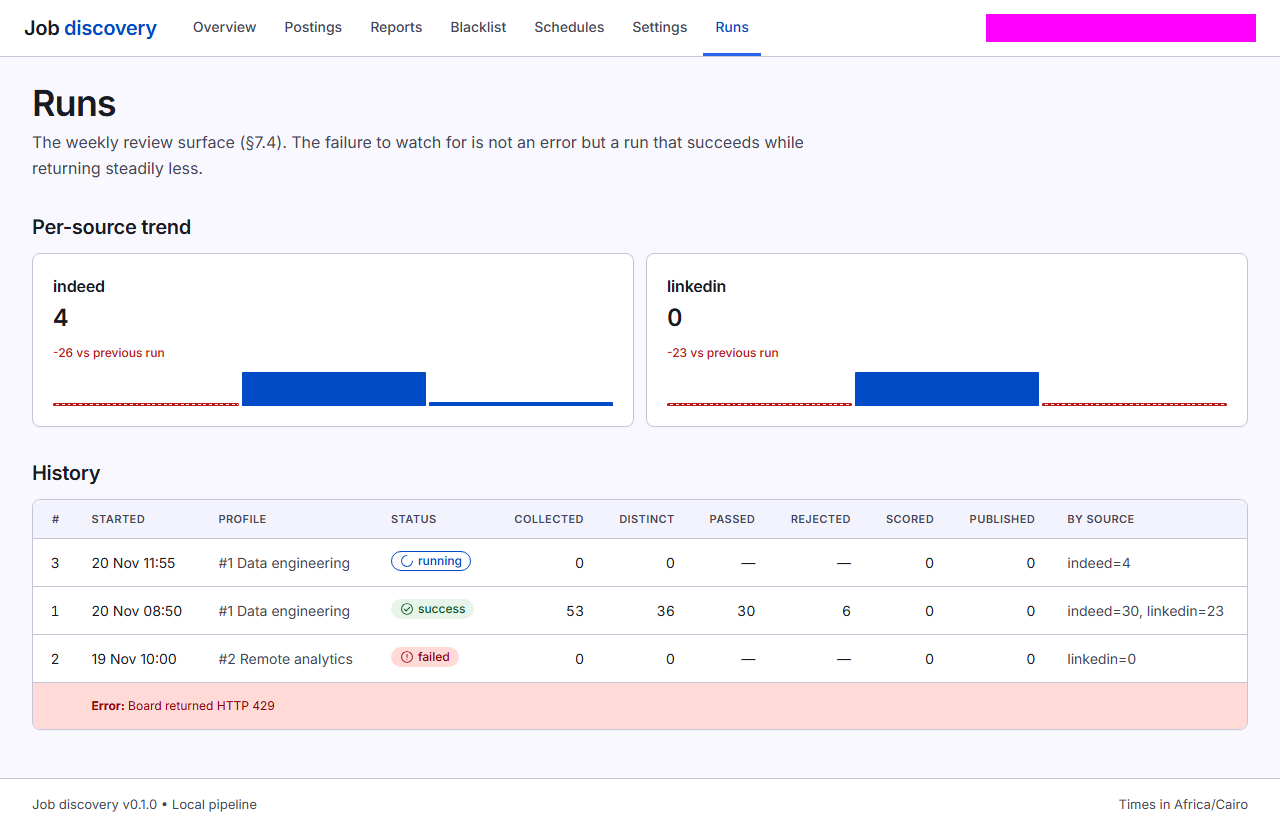 Job discovery Overview Postings Reports Blacklist Schedules Settings Runs
Runs
The weekly review surface (§7.4). The failure to watch for is not an error but a run that succeeds while
returning steadily less.
Per-source trend
indeed
4
-26 vs previous run
linkedin
0
-23 vs previous run
History
# STARTED PROFILE STATUS COLLECTED DISTINCT PASSED REJECTED SCORED PUBLISHED BY SOURCE
3 20 Nov 11:55 #1 Data engineering running 0 0 — — 0 0 indeed=4
1 20 Nov 08:50 #1 Data engineering success 53 36 30 6 0 0 indeed=30, linkedin=23
2 19 Nov 10:00 #2 Remote analytics failed 0 0 — — 0 0 linkedin=0
Error: Board returned HTTP 429
Job discovery v0.1.0 • Local pipeline Times in Africa/Cairo